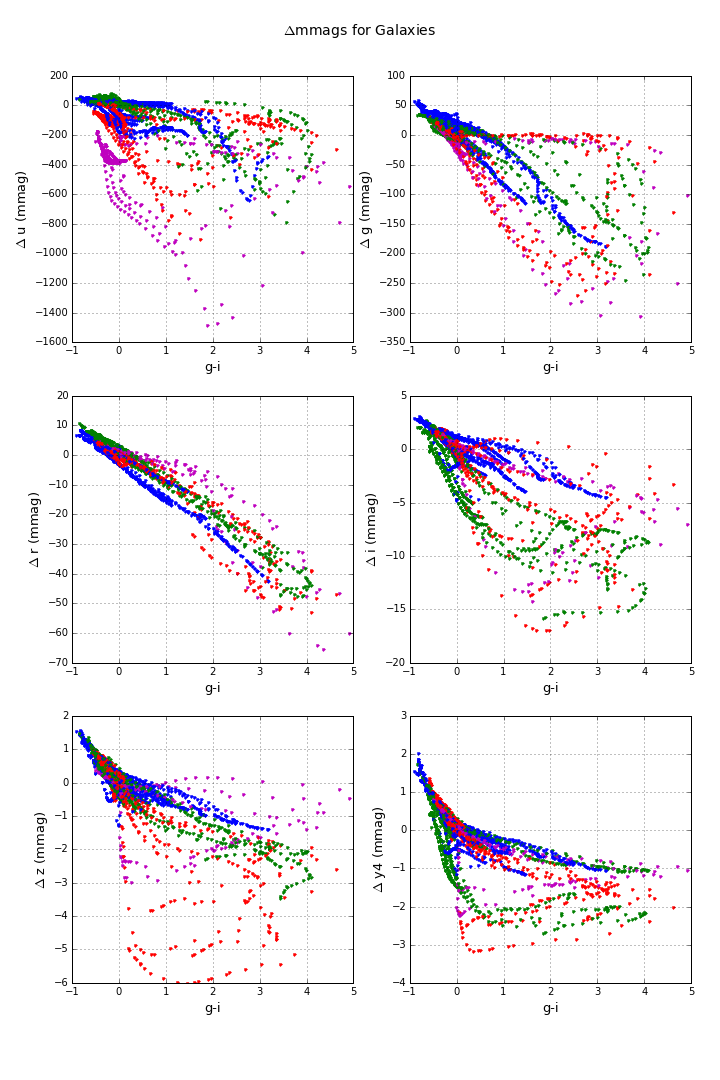 Δmmags for Galaxies
200
0
−200
−400
−600
−800
−1000
−1200
−1400
−1600
Δ u (mmag)
−1 0 1 2 3 4 5
g-i
100
50
0
−50
−100
−150
−200
−250
−300
−350
Δ g (mmag)
−1 0 1 2 3 4 5
g-i
20
10
0
−10
−20
−30
−40
−50
−60
−70
Δ r (mmag)
−1 0 1 2 3 4 5
g-i
5
0
−5
−10
−15
−20
Δ i (mmag)
−1 0 1 2 3 4 5
g-i
2
1
0
−1
−2
−3
−4
−5
−6
Δ z (mmag)
−1 0 1 2 3 4 5
g-i
3
2
1
0
−1
−2
−3
−4
Δ y4 (mmag)
−1 0 1 2 3 4 5
g-i